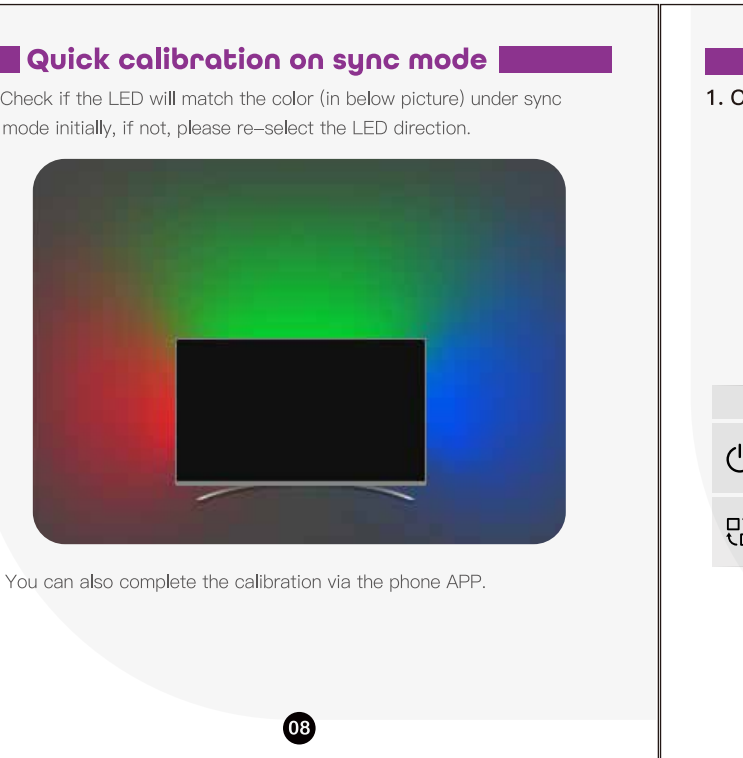 Quick calibration on sync mode
Check if the LED will match the color (in below picture) under sync
mode initially, if not, please re-select the LED direction.
You can also complete the calibration via the phone APP.
08
1. C